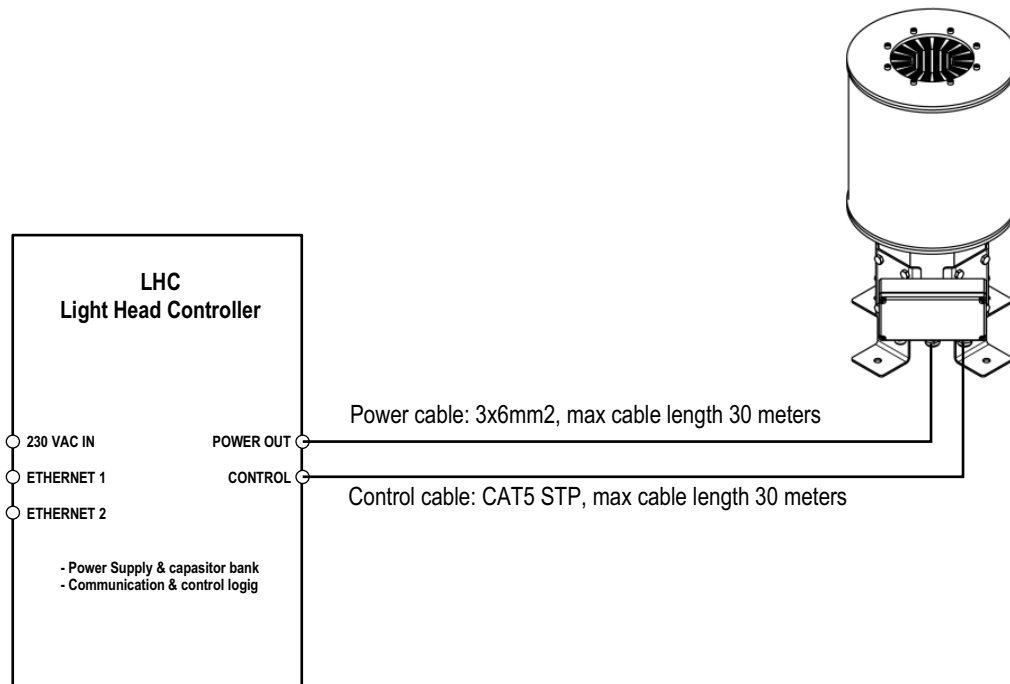 LHC
Light Head Controller
Power cable: 3x6mm2, max cable length 30 meters
230 VAC IN
POWER OUT
ETHERNET 1
CONTROL
Control cable: CAT5 STP, max cable length 30 meters
ETHERNET 2
- Power Supply & capasitor bank
- Communication & control logig